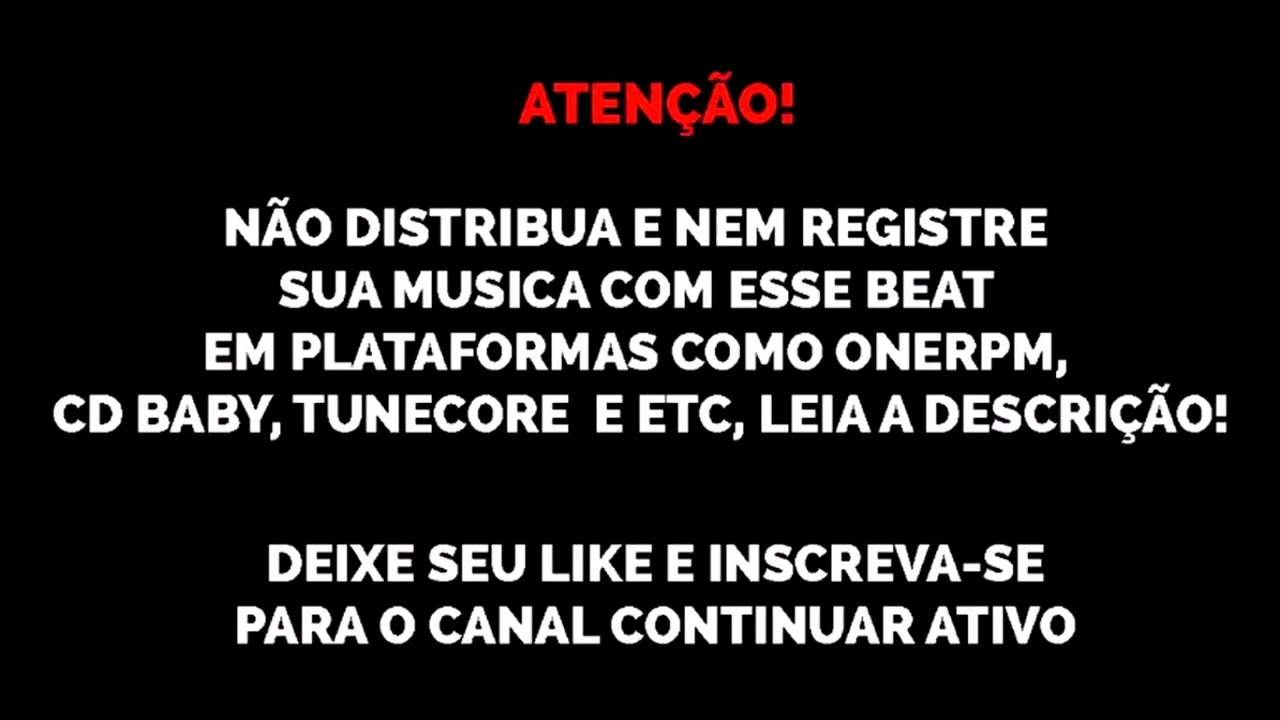 ATENÇÃO!
NÃO DISTRIBUA E NEM REGISTRE
SUA MUSICA COM ESSE BEAT
EM PLATAFORMAS COMO ONERPM,
CD BABY, TUNECORE E ETC, LEIA A DESCRIÇÃO!
DEIXE SEU LIKE E INSCREVA-SE
PARA O CANAL CONTINUAR ATIVO